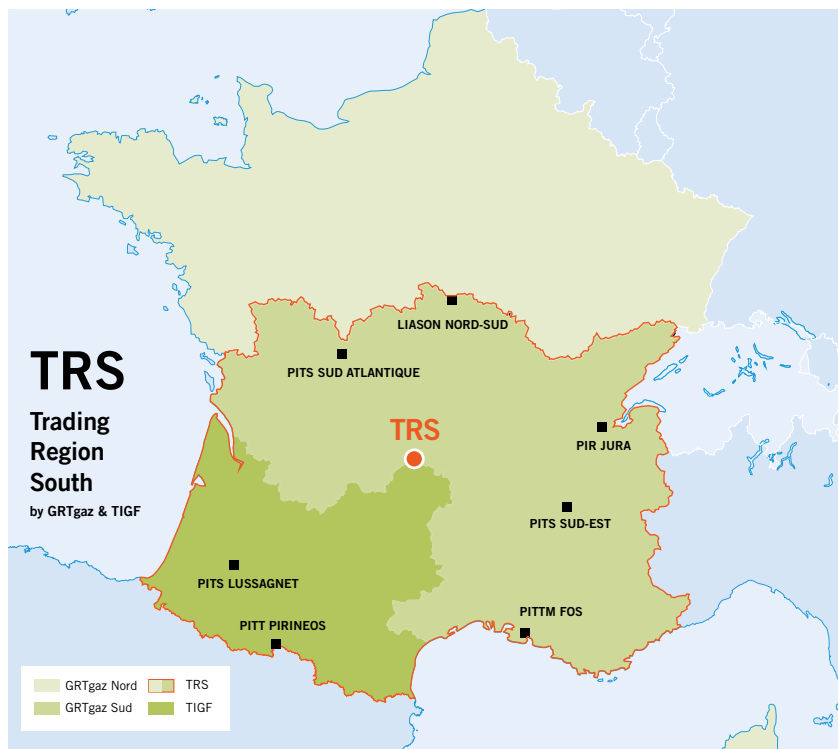 LIASON NORD-SUD
PITS SUD ATLANTIQUE
TRS
Trading
Region
South
by GRTgaz & TIGF
TRS
PIR JURA
PITS SUD-EST
PITS LUSSAGNET
PITT PIRINEOS
PITTM FOS
GRTgaz Nord
TRS
GRTgaz Sud
TIGF